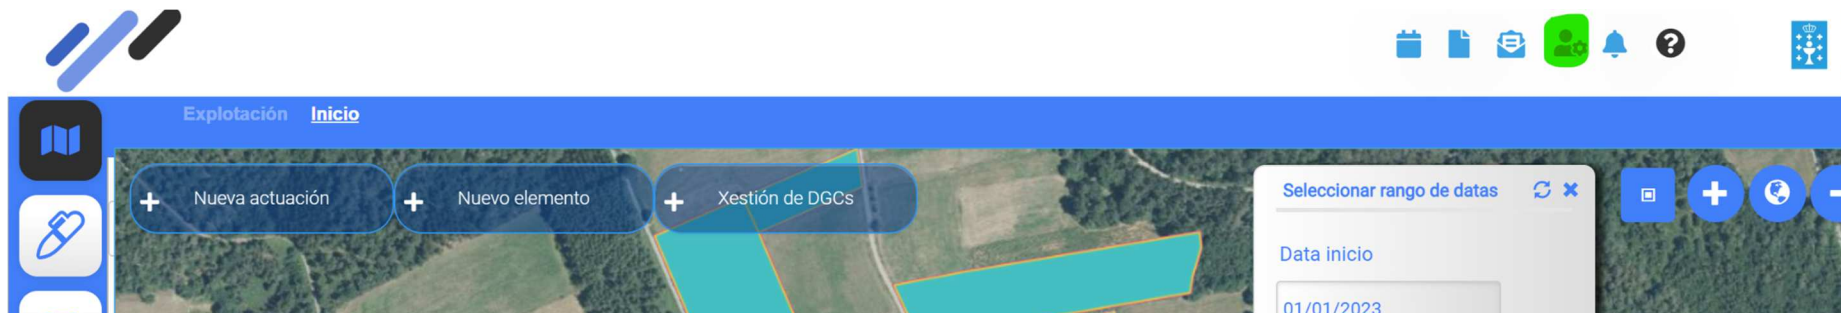 Explotación Inicio
Nueva actuación
Nuevo elemento
Xestión de DGCs
Seleccionar rango de datas
Data inicio
01/01/2023